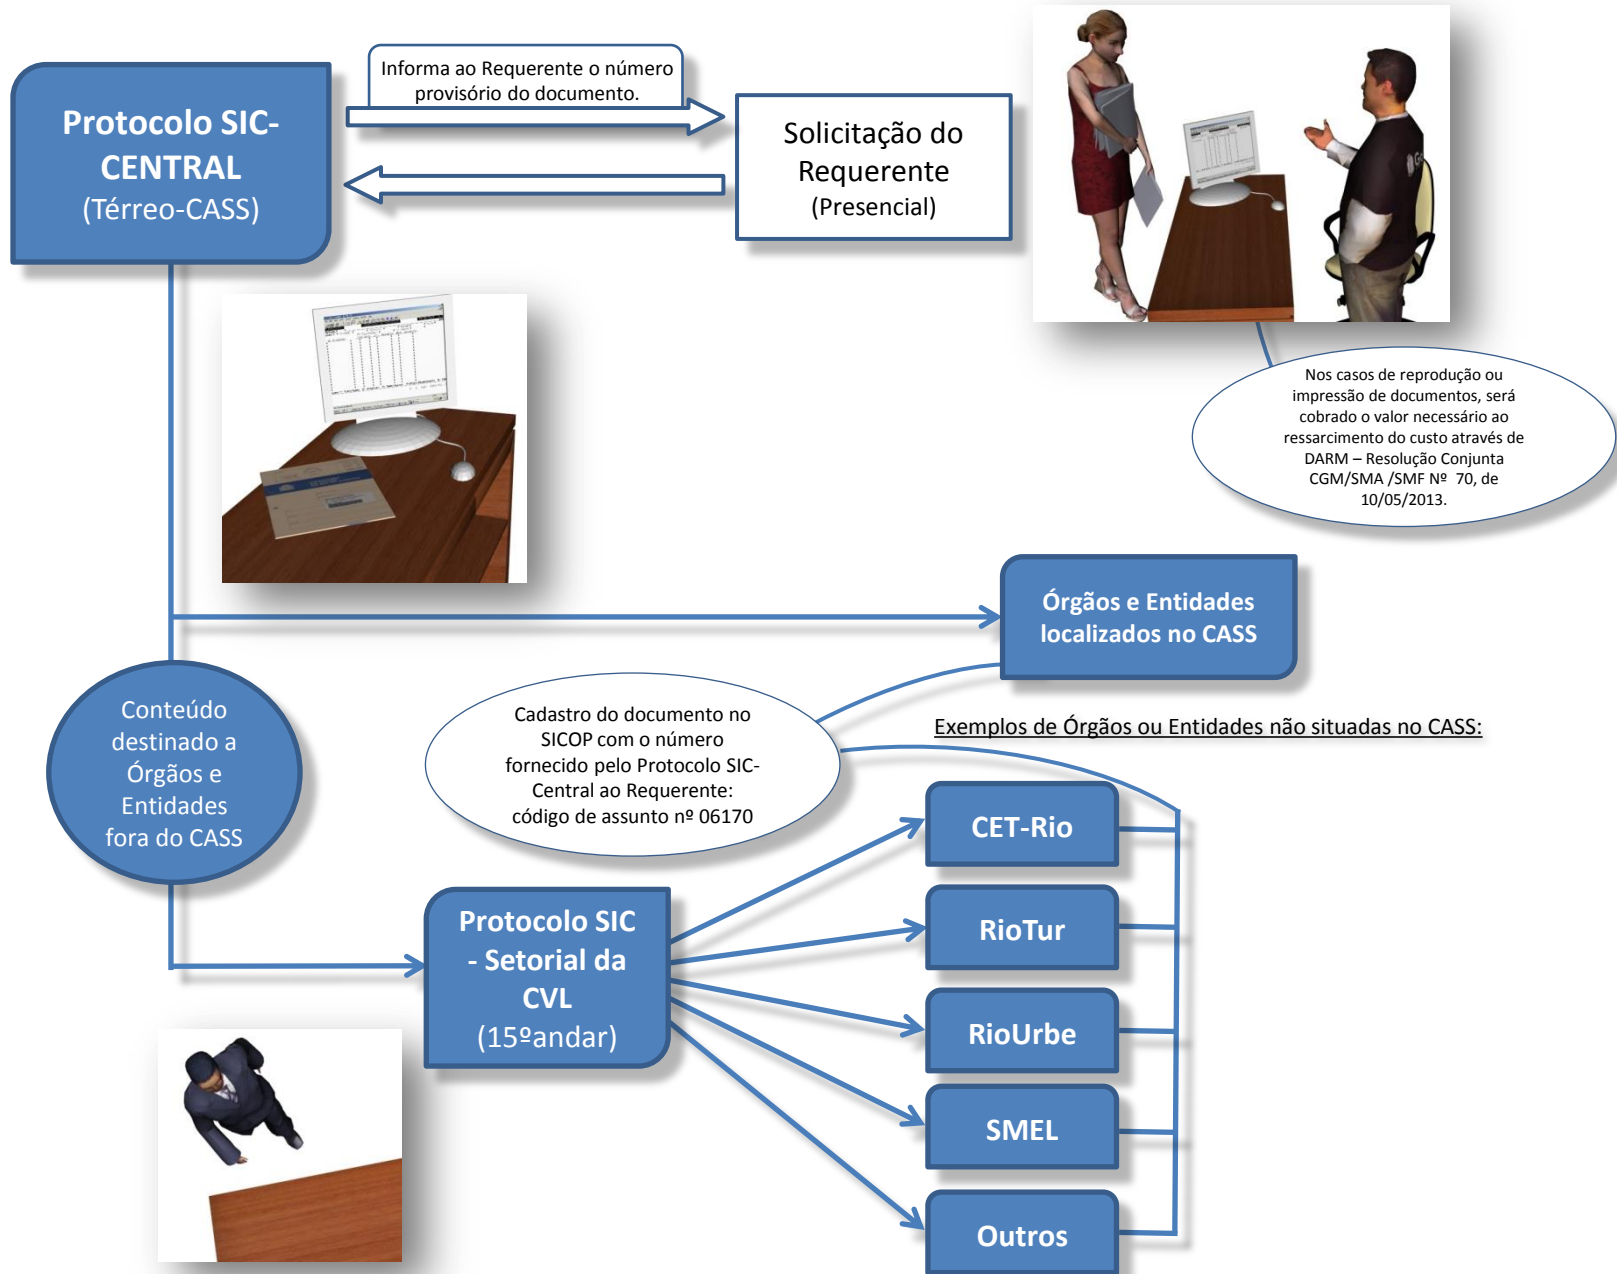 Informa ao Requerente o número
provisório do documento.
Protocolo SIC-
CENTRAL
(Térreo-CASS)
Solicitação do
Requerente
(Presencial)
Nos casos de reprodução ou
impressão de documentos, será
cobrado o valor necessário ao
ressarcimento do custo através de
DARM – Resolução Conjunta
CGM/SMA /SMF Nº 70, de
10/05/2013.
Órgãos e Entidades
localizados no CASS
Conteúdo
destinado a
Órgãos e
Entidades
fora do CASS
Cadastro do documento no
SICOP com o número
fornecido pelo Protocolo SIC-
Central ao Requerente:
código de assunto nº 06170
Exemplos de Órgãos ou Entidades não situadas no CASS:
Protocolo SIC
- Setorial da
CVL
(15ºandar)
CET-Rio
RioTur
RioUrbe
SMEL
Outros